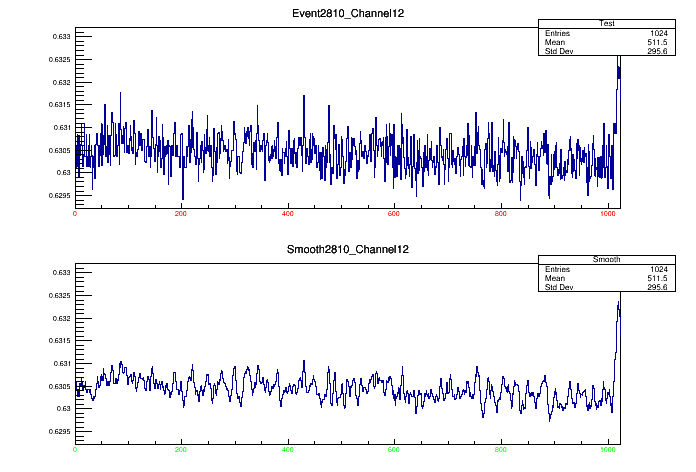 Event2810_Channel12
Test
Entries 1024
Mean 511.5
Std Dev 295.6
0.633
0.6325
0.632
0.6315
0.631
0.6305
0.63
0.6295
0 200 400 600 800 1000
Smooth2810_Channel12
Smooth
Entries 1024
Mean 511.5
Std Dev 295.6
0.633
0.6325
0.632
0.6315
0.631
0.6305
0.63
0.6295
0 200 400 600 800 1000